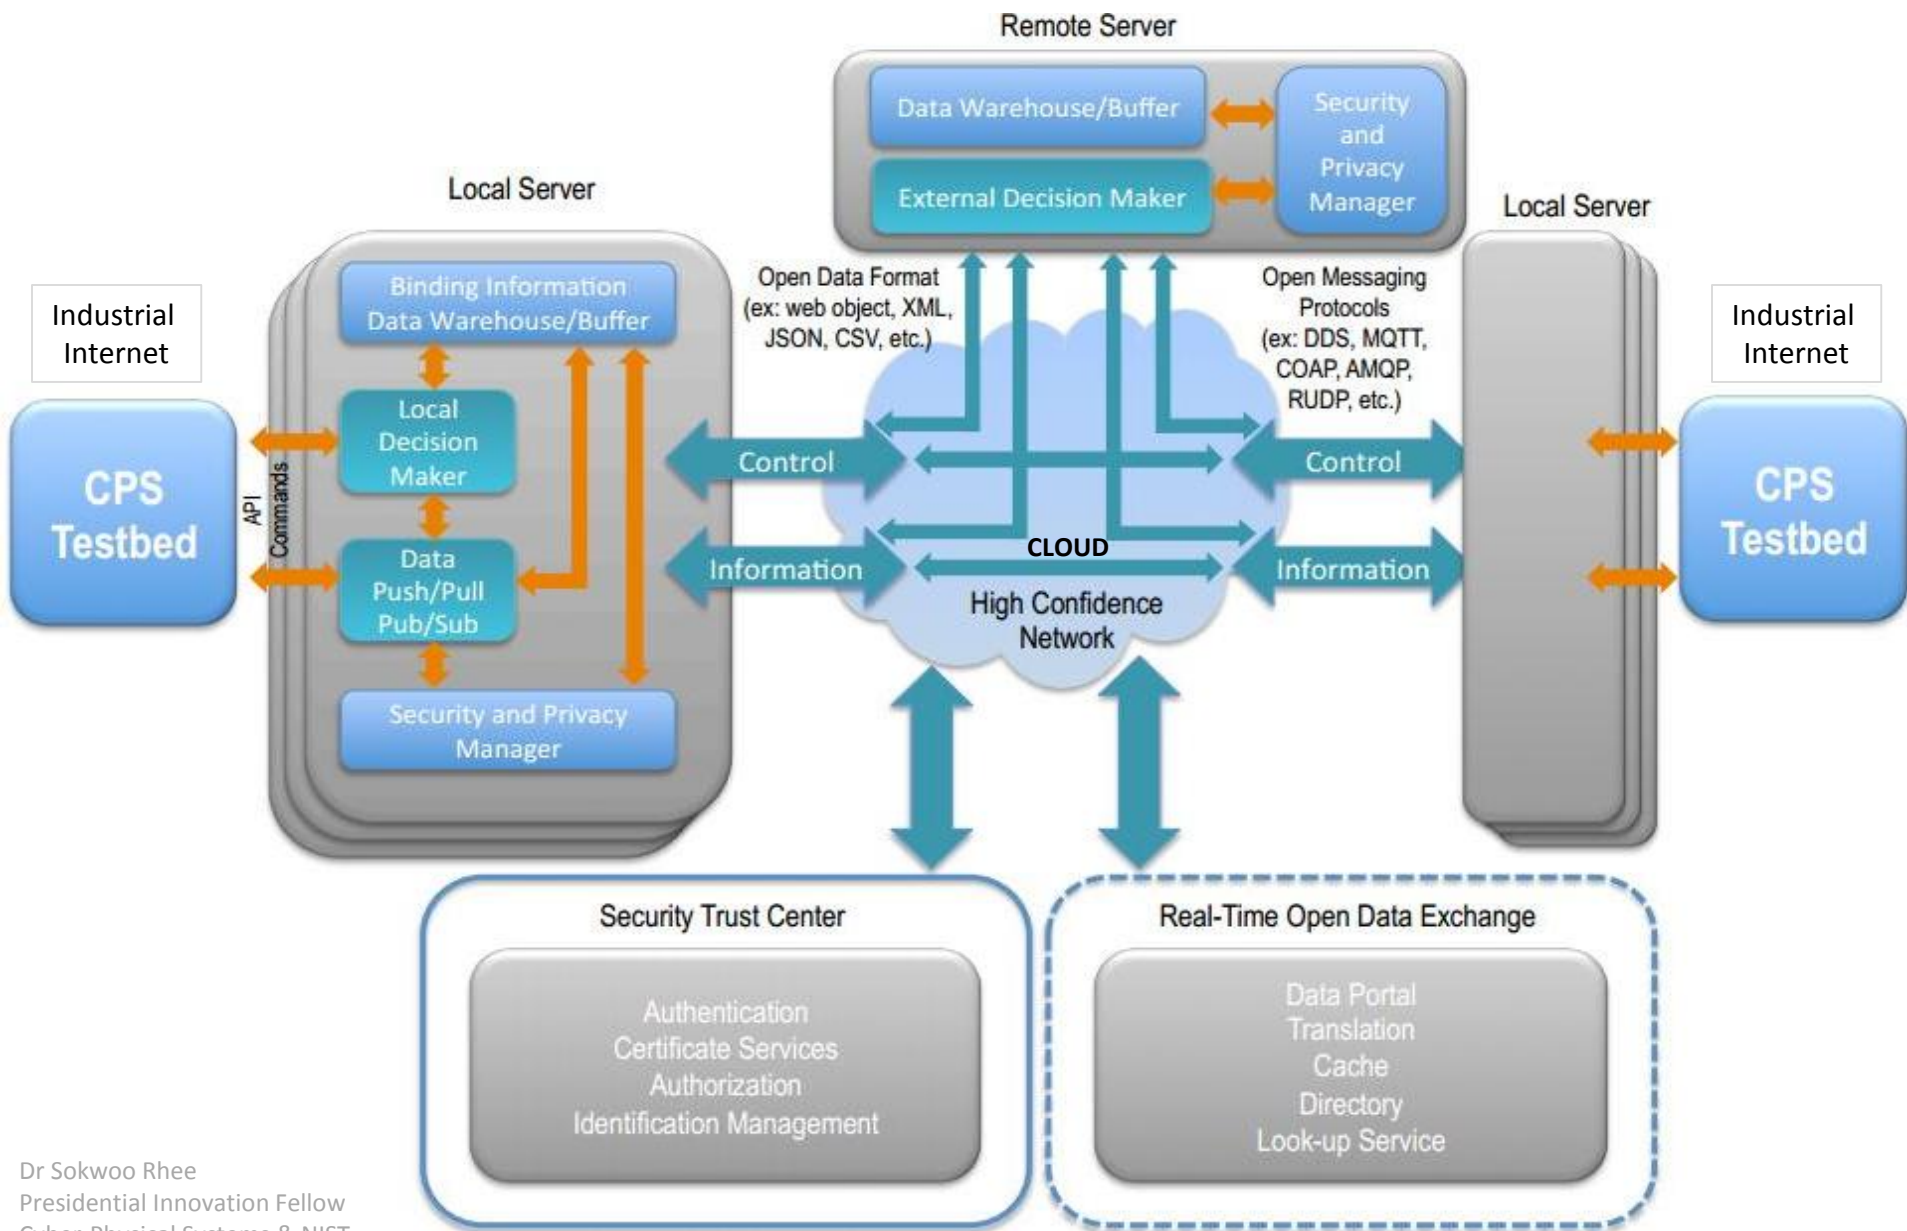 Remote Server
Data Warehouse/Buffer
External Decision Maker
Security
and
Privacy
Manager
Local Server
Binding Information
Data Warehouse/Buffer
Local
Decision
Maker
Data
Push/Pull
Pub/Sub
Security and Privacy
Manager
Industrial
Internet
CPS
Testbed
API
Commands
Open Data Format
(ex: web object, XML,
JSON, CSV, etc.)
Open Messaging
Protocols
(ex: DDS, MQTT,
COAP, AMQP,
RUDP, etc.)
Control
Information
CLOUD
High Confidence
Network
Control
Information
Local Server
Industrial
Internet
CPS
Testbed
Security Trust Center
Authentication
Certificate Services
Authorization
Identification Management
Real-Time Open Data Exchange
Data Portal
Translation
Cache
Directory
Look-up Service
Dr Sokwoo Rhee
Presidential Innovation Fellow
Cyber-Physical Systems & NIST